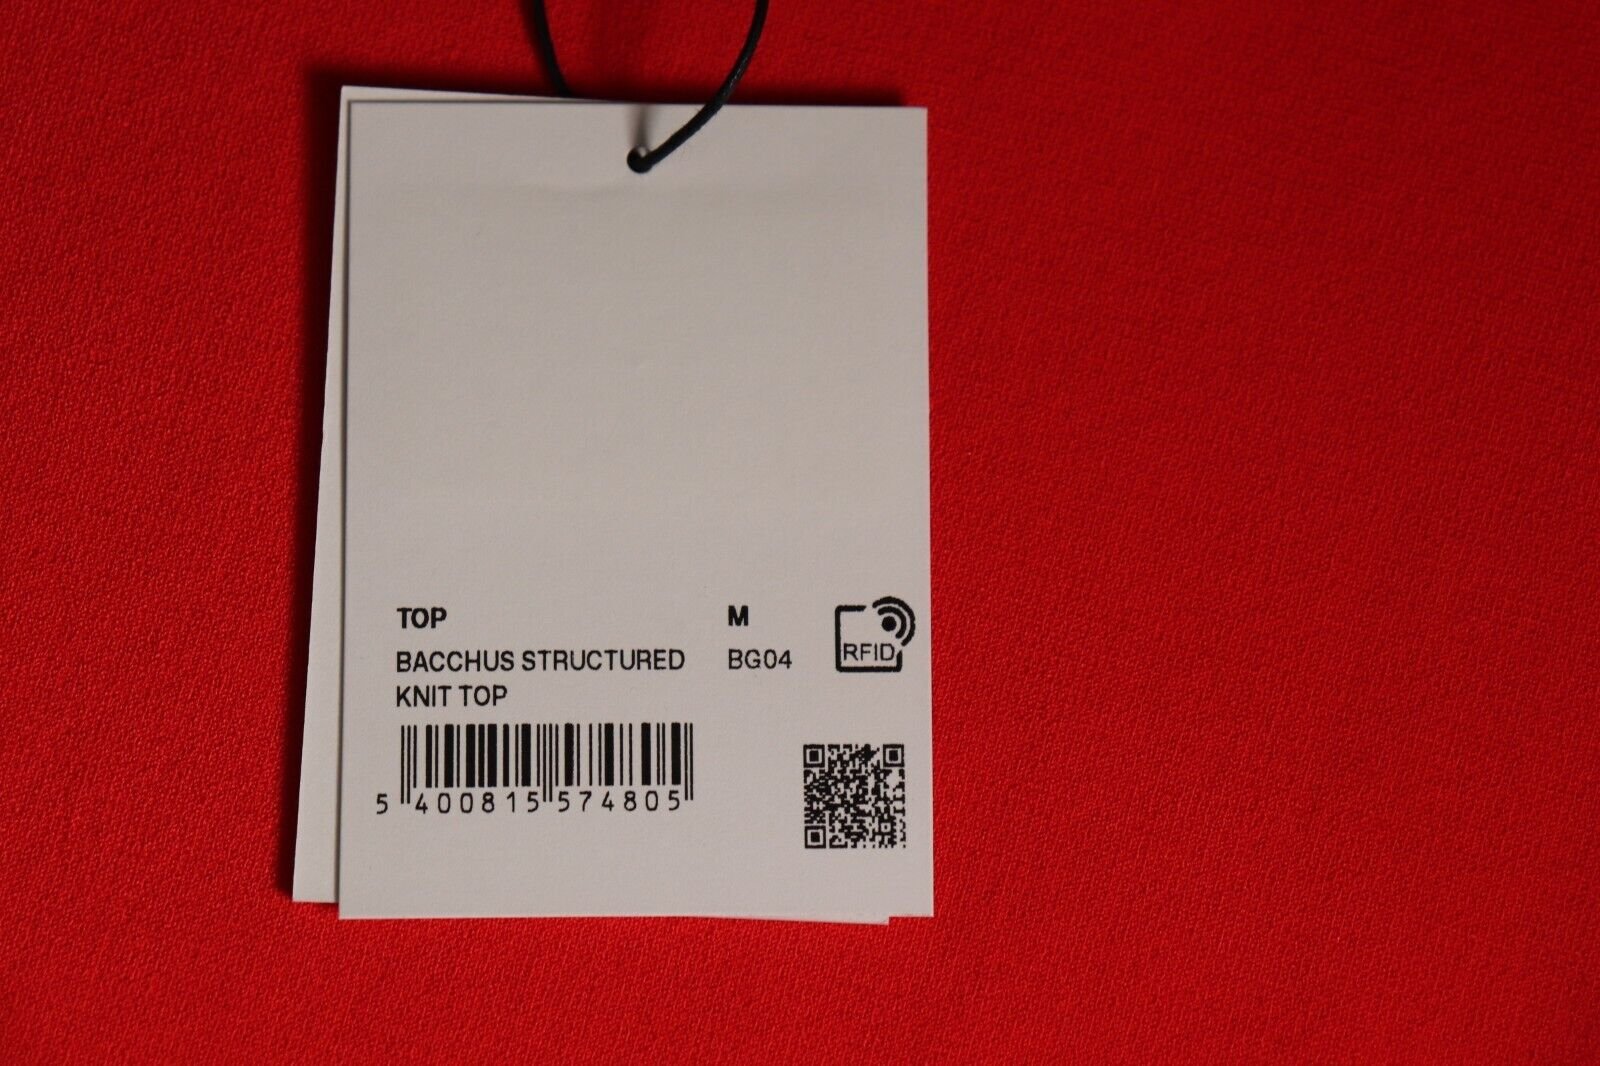 TOP M
BACCHUS STRUCTURED BG04
KNIT TOP
RFID
5 400815 574805